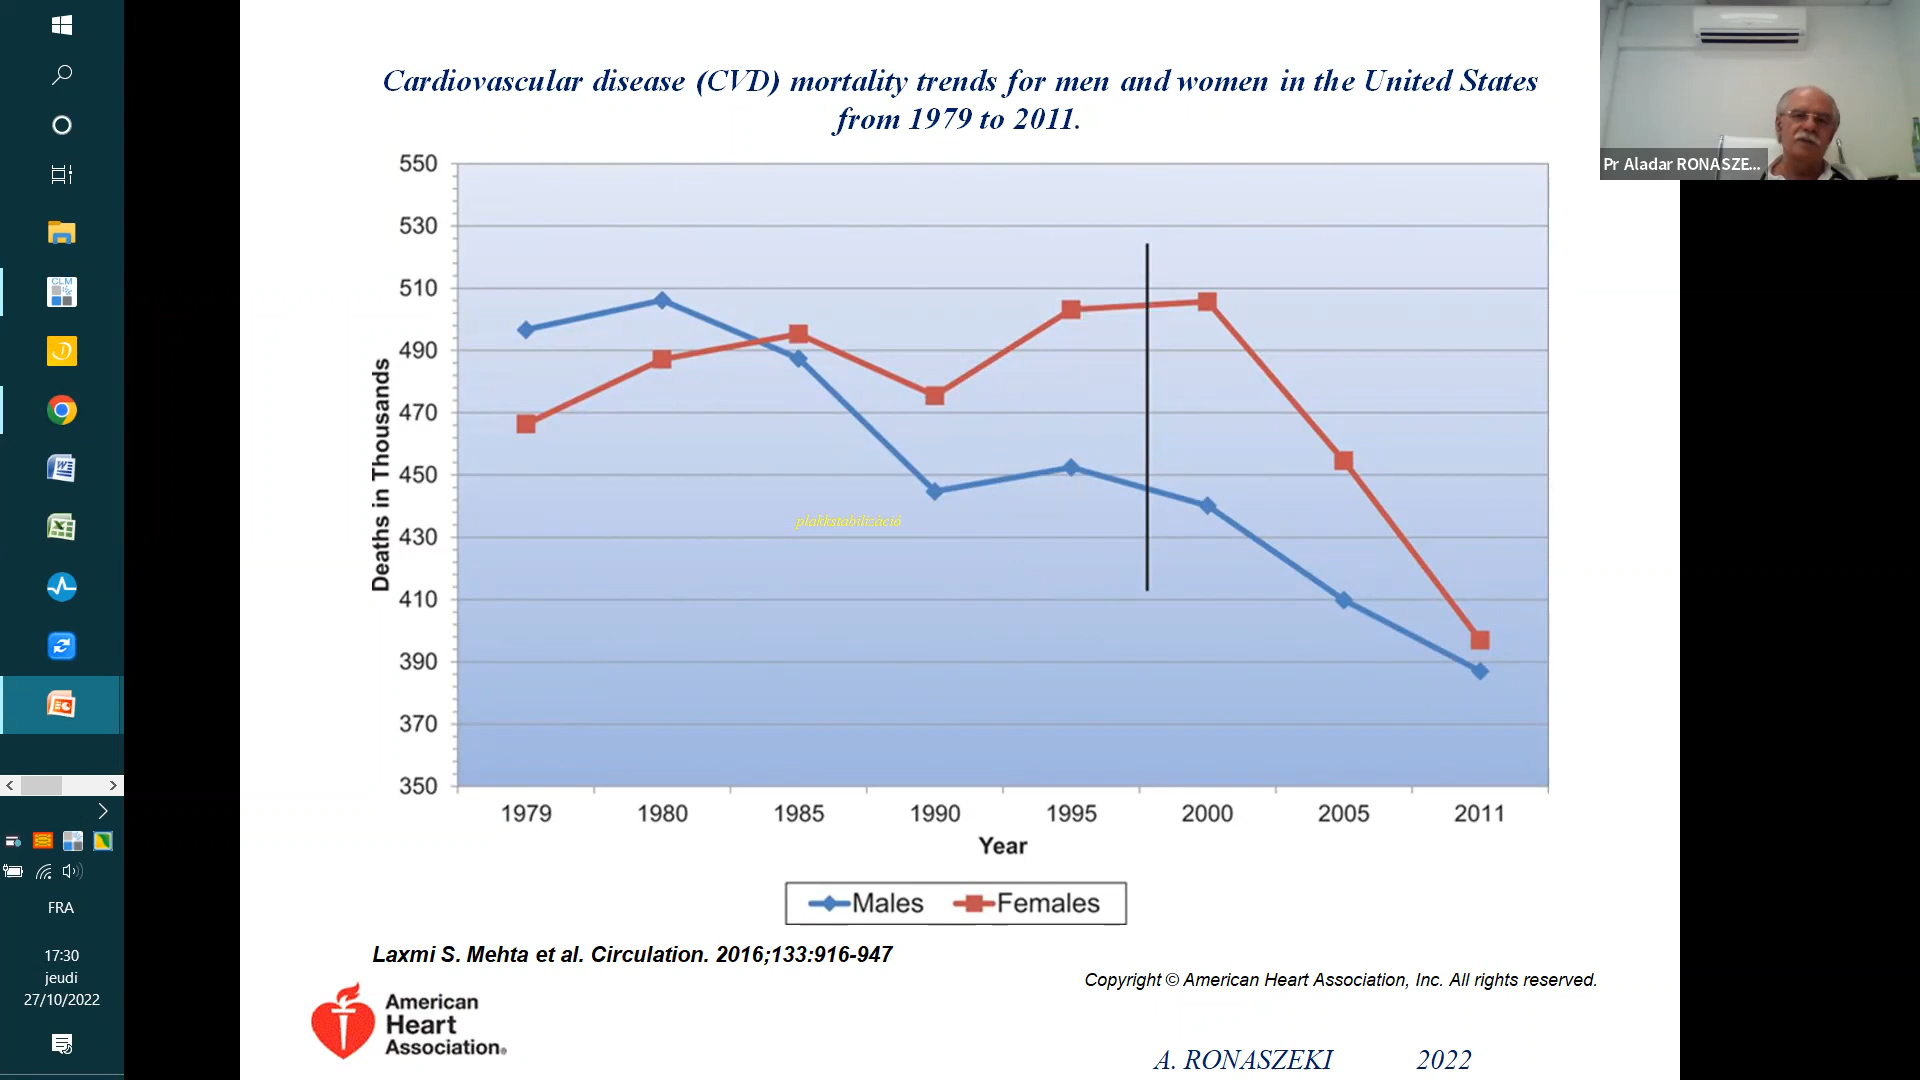 Cardiovascular disease (CVD) mortality trends for men and women in the United States
from 1979 to 2011.
Pr Aladar RONASZE...
550
530
510
490
470
450
430
410
390
370
350
Deaths in Thousands
plakkstabilizáció
1979 1980 1985 1990 1995 2000 2005 2011
Year
Males Females
Laxmi S. Mehta et al. Circulation. 2016;133:916-947
Copyright © American Heart Association, Inc. All rights reserved.
American
Heart
Association®
A. RONASZEKI 2022
CLM
FRA
17:30
jeudi
27/10/2022